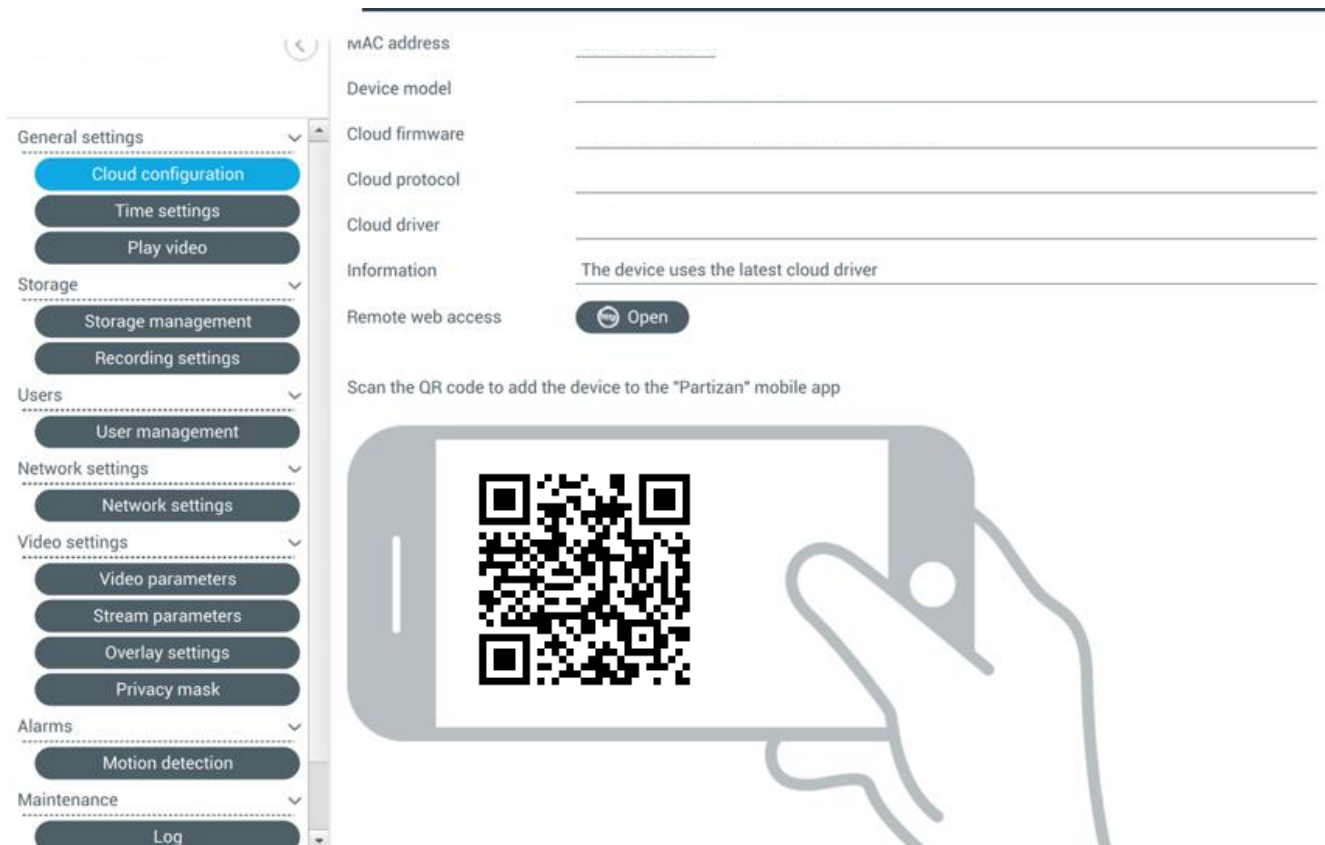 MAC address
Device model
General settings
Cloud firmware
Cloud configuration
Cloud protocol
Time settings
Cloud driver
Play video
Information
The device uses the latest cloud driver
Storage
Storage management
Remote web access
Open
Recording settings
Scan the QR code to add the device to the "Partizan" mobile app
Users
User management
Network settings
Network settings
Video settings
Video parameters
Stream parameters
Overlay settings
Privacy mask
Alarms
Motion detection
Maintenance
Log